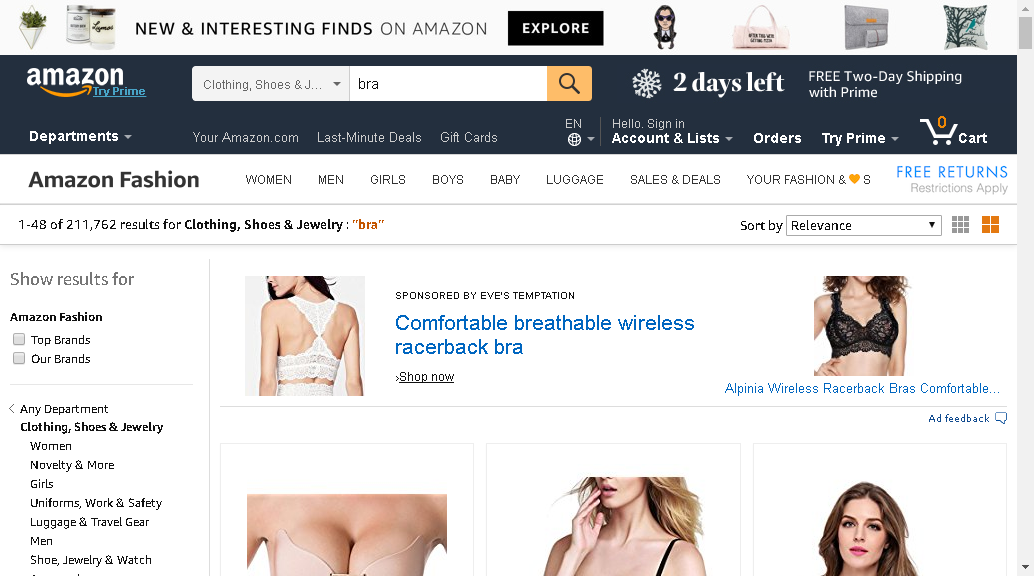 NEW & INTERESTING FINDS ON AMAZON EXPLORE
amazon
Try Prime
Clothing, Shoes & J... bra
2 days left
FREE Two-Day Shipping
with Prime
Departments
Your Amazon.com Last-Minute Deals Gift Cards
EN
Hello. Sign in
Account & Lists
Orders
Try Prime
0
Cart
Amazon Fashion
WOMEN MEN GIRLS BOYS BABY LUGGAGE SALES & DEALS YOUR FASHION & S
FREE RETURNS
Restrictions Apply
1-48 of 211,762 results for Clothing, Shoes & Jewelry : "bra"
Sort by Relevance
Show results for
Amazon Fashion
Top Brands
Our Brands
Any Department
Clothing, Shoes & Jewelry
Women
Novelty & More
Girls
Uniforms, Work & Safety
Luggage & Travel Gear
Men
Shoe, Jewelry & Watch
SPONSORED BY EVE'S TEMPTATION
Comfortable breathable wireless
racerback bra
›Shop now
Alpinia Wireless Racerback Bras Comfortable...
Ad feedback